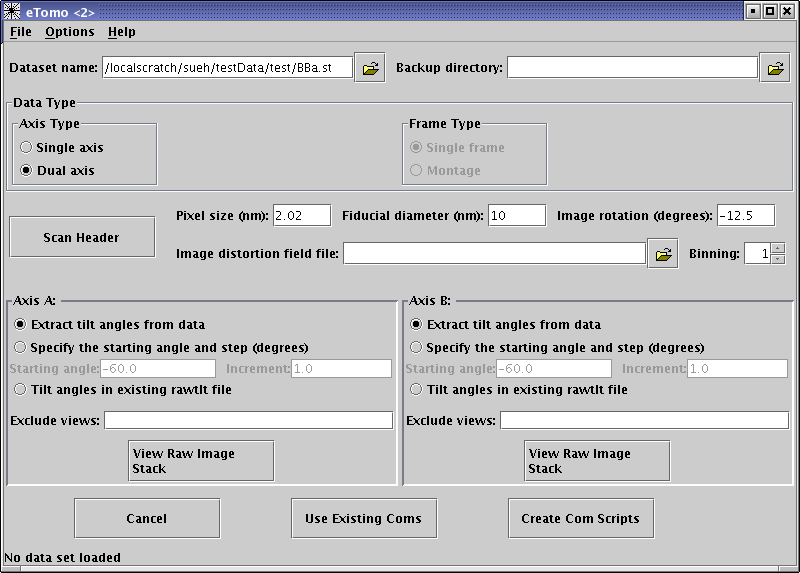 eTomo <2>
File Options Help
Dataset name: /localscratch/sueh/testData/test/BBa.st Backup directory:
Data Type
Axis Type Frame Type
Single axis Single frame
Dual axis Montage
Scan Header Pixel size (nm): 2.02 Fiducial diameter (nm): 10 Image rotation (degrees): -12.5
Image distortion field file: Binning: 1
Axis A: Axis B:
Extract tilt angles from data Extract tilt angles from data
Specify the starting angle and step (degrees) Specify the starting angle and step (degrees)
Starting angle: -60.0 Increment: 1.0 Starting angle: -60.0 Increment: 1.0
Tilt angles in existing rawtlt file Tilt angles in existing rawtlt file
Exclude views: Exclude views:
View Raw Image View Raw Image
Stack Stack
Cancel Use Existing Coms Create Com Scripts
No data set loaded